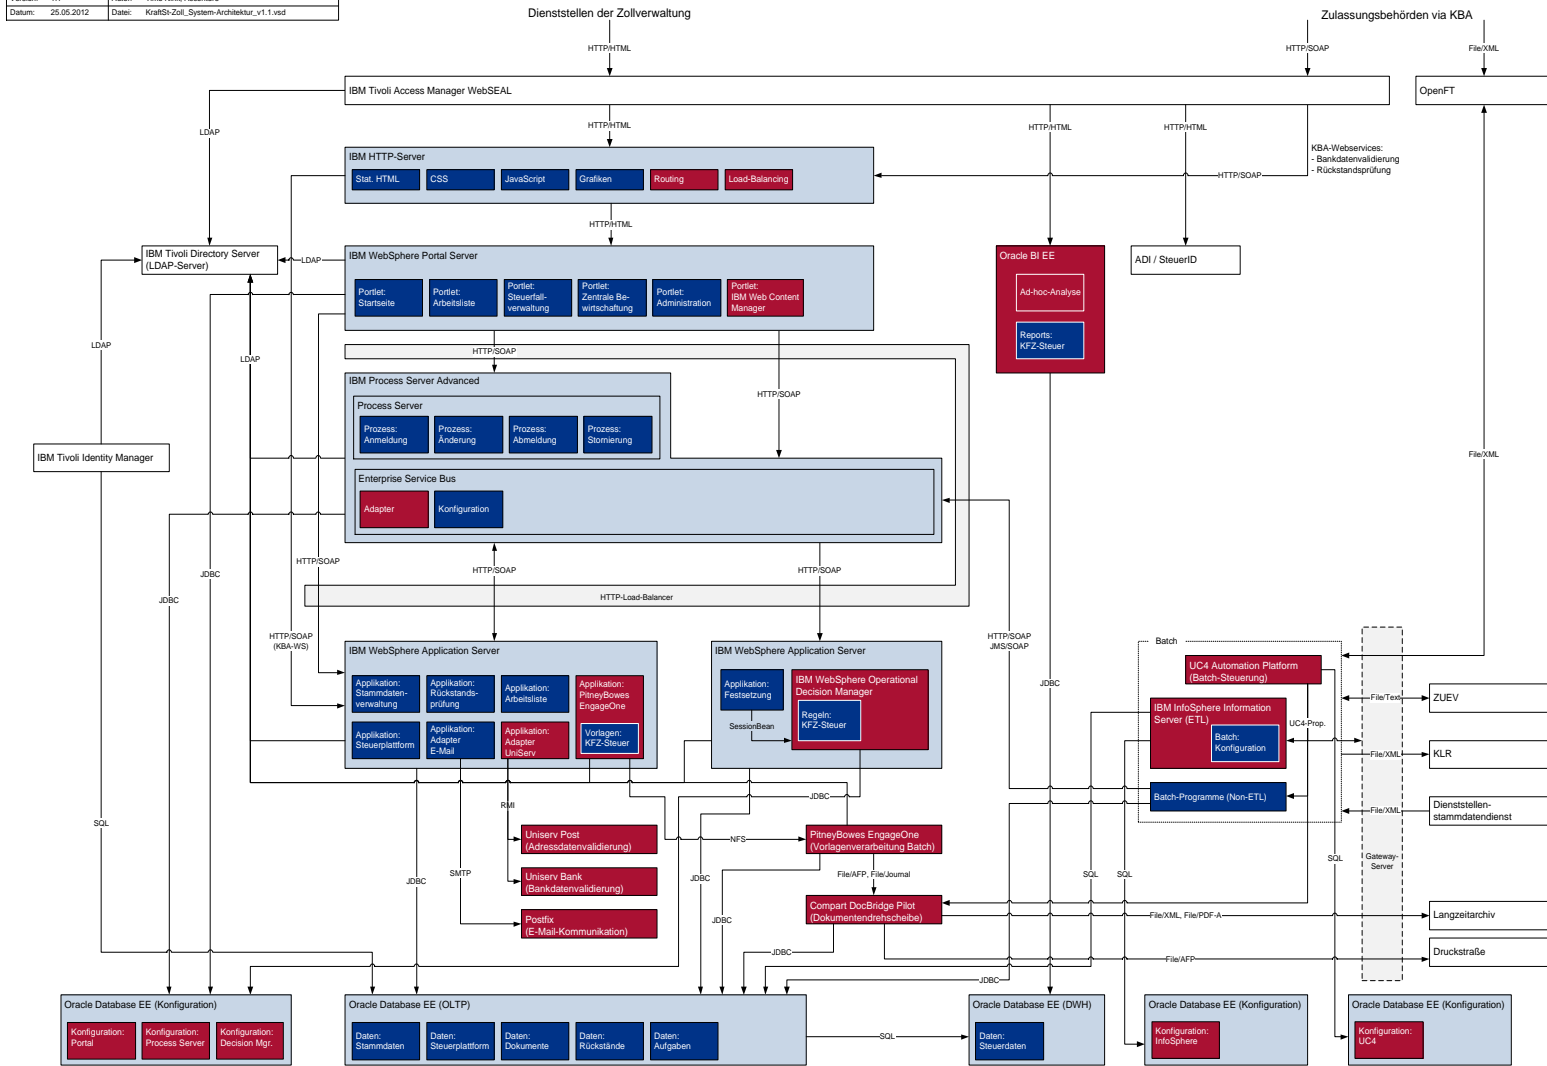 Datum: 25.05.2012 Datei: KraftSt-Zoll_System-Architektur_v1.1.vsd
Dienststellen der Zollverwaltung
Zulassungsbehörden via KBA
HTTP/HTML
HTTP/SOAP
File/XML
IBM Tivoli Access Manager WebSEAL
OpenFT
LDAP
HTTP/HTML
HTTP/HTML
HTTP/HTML
KBA-Webservices:
- Bankdatenvalidierung
- Rückstandsprüfung
HTTP/SOAP
IBM HTTP-Server
Stat. HTML
CSS
JavaScript
Grafiken
Routing
Load-Balancing
HTTP/HTML
IBM Tivoli Directory Server
(LDAP-Server)
LDAP
IBM WebSphere Portal Server
Portlet:
Startseite
Portlet:
Arbeitsliste
Portlet:
Steuerfall-
verwaltung
Portlet:
Zentrale Be-
wirtschaftung
Portlet:
Administration
Portlet:
IBM Web Content
Manager
Oracle BI EE
Ad-hoc-Analyse
Reports:
KFZ-Steuer
ADI / SteuerID
LDAP
LDAP
HTTP/SOAP
HTTP/SOAP
IBM Process Server Advanced
Process Server
Prozess:
Anmeldung
Prozess:
Änderung
Prozess:
Abmeldung
Prozess:
Stornierung
IBM Tivoli Identity Manager
File/XML
Enterprise Service Bus
Adapter
Konfiguration
HTTP/SOAP
JDBC
JDBC
HTTP/SOAP
HTTP/SOAP
HTTP-Load-Balancer
HTTP/SOAP
(KBA-WS)
HTTP/SOAP
JMS/SOAP
JDBC
IBM WebSphere Application Server
Applikation:
Stammdaten-
verwaltung
Applikation:
Rückstands-
prüfung
Applikation:
Arbeitsliste
Applikation:
PitneyBowes
EngageOne
Applikation:
Steuerplattform
Applikation:
Adapter
E-Mail
Applikation:
Adapter
UniServ
Vorlagen:
KFZ-Steuer
IBM WebSphere Application Server
Applikation:
Festsetzung
SessionBean
IBM WebSphere Operational
Decision Manager
Regeln:
KFZ-Steuer
Batch
UC4 Automation Platform
(Batch-Steuerung)
IBM InfoSphere Information
Server (ETL)
Batch:
Konfiguration
UC4-Prop.
Batch-Programme (Non-ETL)
File/Text
ZUEV
File/XML
KLR
File/XML
Dienststellen-
stammdatendienst
Gateway-
Server
SQL
RMI
JDBC
Uniserv Post
(Adressdatenvalidierung)
NFS
PitneyBowes EngageOne
(Vorlagenverarbeitung Batch)
JDBC
SMTP
Uniserv Bank
(Bankdatenvalidierung)
JDBC
File/AFP, File/Journal
SQL
SQL
SQL
Postfix
(E-Mail-Kommunikation)
JDBC
Compart DocBridge Pilot
(Dokumentendrehscheibe)
File/XML, File/PDF-A
Langzeitarchiv
JDBC
File/AFP
Druckstraße
JDBC
Oracle Database EE (Konfiguration)
Konfiguration:
Portal
Konfiguration:
Process Server
Konfiguration:
Decision Mgr.
Oracle Database EE (OLTP)
Daten:
Stammdaten
Daten:
Steuerplattform
Daten:
Dokumente
Daten:
Rückstände
Daten:
Aufgaben
SQL
Oracle Database EE (DWH)
Daten:
Steuerdaten
Oracle Database EE (Konfiguration)
Konfiguration:
InfoSphere
Oracle Database EE (Konfiguration)
Konfiguration:
UC4